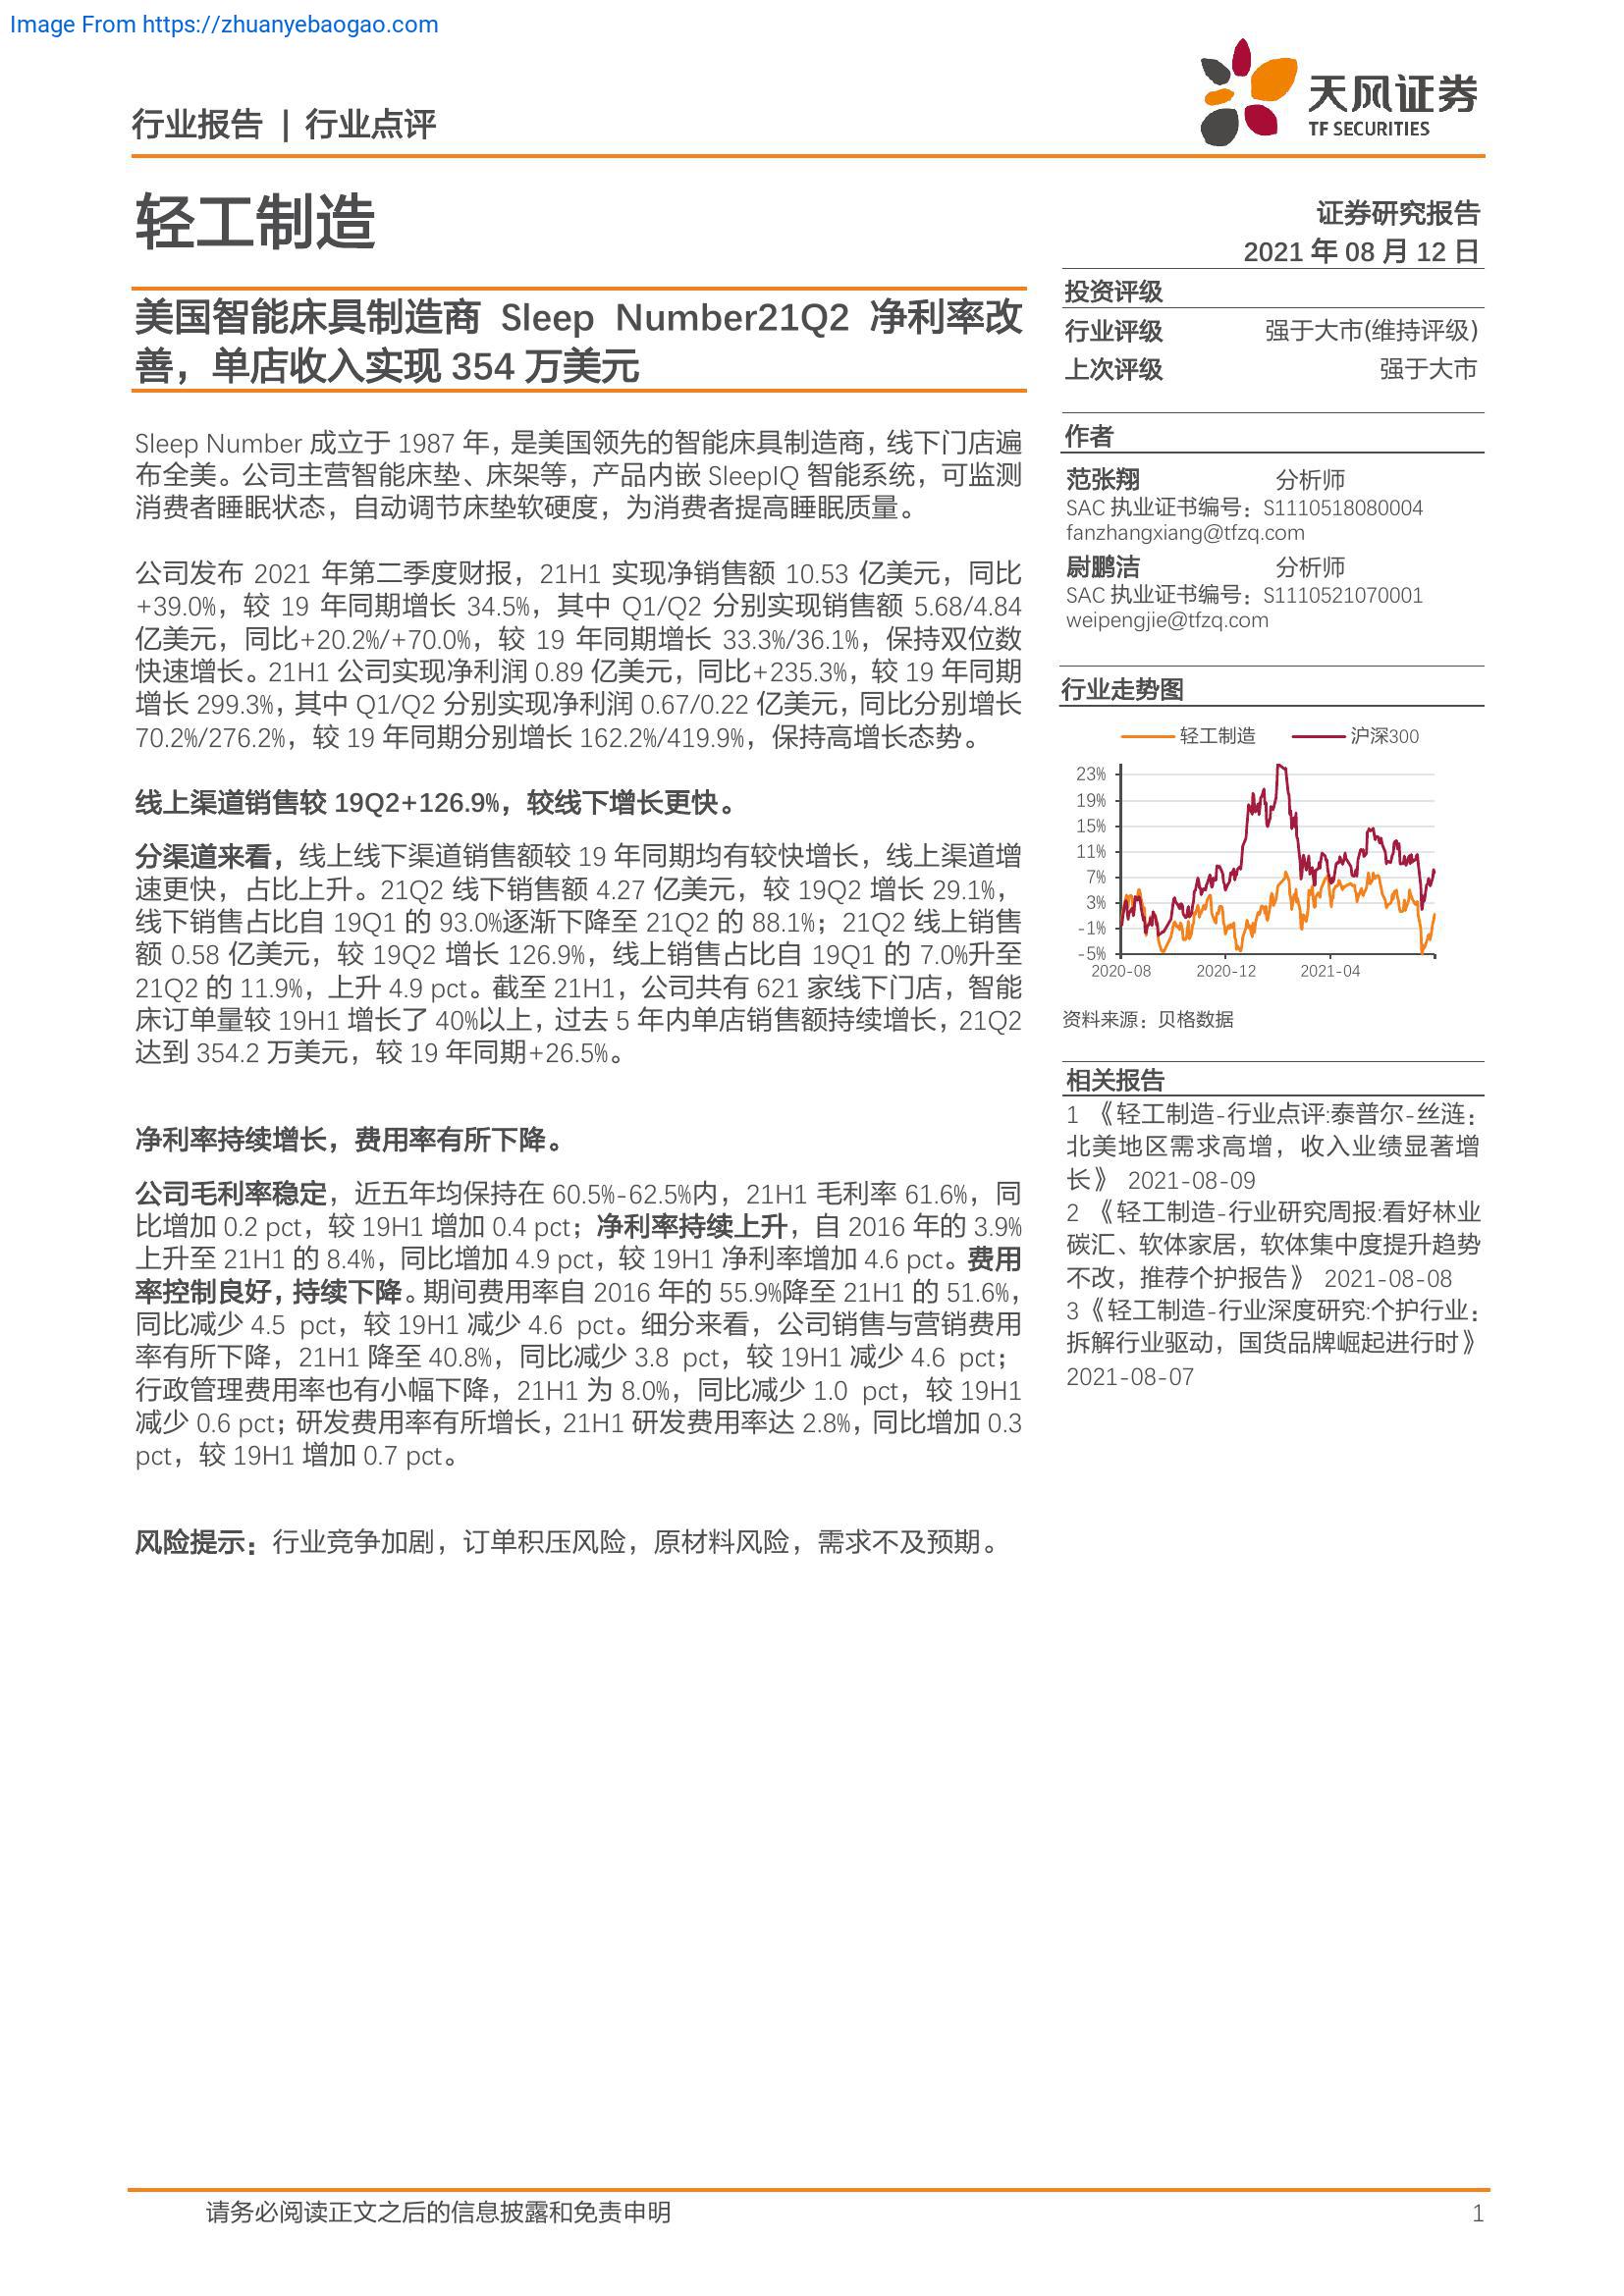 Image From https://zhuanyebaogao.com
行业报告 | 行业点评
天风证券
TF SECURITIES
轻工制造
证券研究报告
2021 年 08 月 12 日
美国智能床具制造商 Sleep Number21Q2 净利率改
善，单店收入实现 354 万美元
Sleep Number 成立于 1987 年，是美国领先的智能床具制造商，线下门店遍
布全美。公司主营智能床垫、床架等，产品内嵌 SleepIQ 智能系统，可监测
消费者睡眠状态，自动调节床垫软硬度，为消费者提高睡眠质量。
公司发布 2021 年第二季度财报，21H1 实现净销售额 10.53 亿美元，同比
+39.0%，较 19 年同期增长 34.5%，其中 Q1/Q2 分别实现销售额 5.68/4.84
亿美元，同比+20.2%/+70.0%，较 19 年同期增长 33.3%/36.1%，保持双位数
快速增长。21H1 公司实现净利润 0.89 亿美元，同比+235.3%，较 19 年同期
增长 299.3%，其中 Q1/Q2 分别实现净利润 0.67/0.22 亿美元，同比分别增长
70.2%/276.2%，较 19 年同期分别增长 162.2%/419.9%，保持高增长态势。
线上渠道销售较 19Q2+126.9%，较线下增长更快。
分渠道来看，线上线下渠道销售额较 19 年同期均有较快增长，线上渠道增
速更快，占比上升。21Q2 线下销售额 4.27 亿美元，较 19Q2 增长 29.1%，
线下销售占比自 19Q1 的 93.0%逐渐下降至 21Q2 的 88.1%；21Q2 线上销售
额 0.58 亿美元，较 19Q2 增长 126.9%，线上销售占比自 19Q1 的 7.0%升至
21Q2 的 11.9%，上升 4.9 pct。截至 21H1，公司共有 621 家线下门店，智能
床订单量较 19H1 增长了 40%以上，过去 5 年内单店销售额持续增长，21Q2
达到 354.2 万美元，较 19 年同期+26.5%。
净利率持续增长，费用率有所下降。
公司毛利率稳定，近五年均保持在 60.5%-62.5%内，21H1 毛利率 61.6%，同
比增加 0.2 pct，较 19H1 增加 0.4 pct；净利率持续上升，自 2016 年的 3.9%
上升至 21H1 的 8.4%，同比增加 4.9 pct，较 19H1 净利率增加 4.6 pct。费用
率控制良好，持续下降。期间费用率自 2016 年的 55.9%降至 21H1 的 51.6%，
同比减少 4.5 pct，较 19H1 减少 4.6 pct。细分来看，公司销售与营销费用
率有所下降，21H1 降至 40.8%，同比减少 3.8 pct，较 19H1 减少 4.6 pct；
行政管理费用率也有小幅下降，21H1 为 8.0%，同比减少 1.0 pct，较 19H1
减少 0.6 pct；研发费用率有所增长，21H1 研发费用率达 2.8%，同比增加 0.3
pct，较 19H1 增加 0.7 pct。
风险提示：行业竞争加剧，订单积压风险，原材料风险，需求不及预期。
投资评级
行业评级 强于大市(维持评级)
上次评级 强于大市
作者
范张翔 分析师
SAC 执业证书编号：S1110518080004
fanzhangxiang@tfzq.com
尉鹏洁 分析师
SAC 执业证书编号：S1110521070001
weipengjie@tfzq.com
行业走势图
轻工制造 沪深300
23%
19%
15%
11%
7%
3%
-1%
-5%
2020-08 2020-12 2021-04
资料来源：贝格数据
相关报告
1 《轻工制造-行业点评:泰普尔-丝涟：
北美地区需求高增，收入业绩显著增
长》 2021-08-09
2 《轻工制造-行业研究周报:看好林业
碳汇、软体家居，软体集中度提升趋势
不改，推荐个护报告》 2021-08-08
3《轻工制造-行业深度研究:个护行业：
拆解行业驱动，国货品牌崛起进行时》
2021-08-07
请务必阅读正文之后的信息披露和免责申明 1